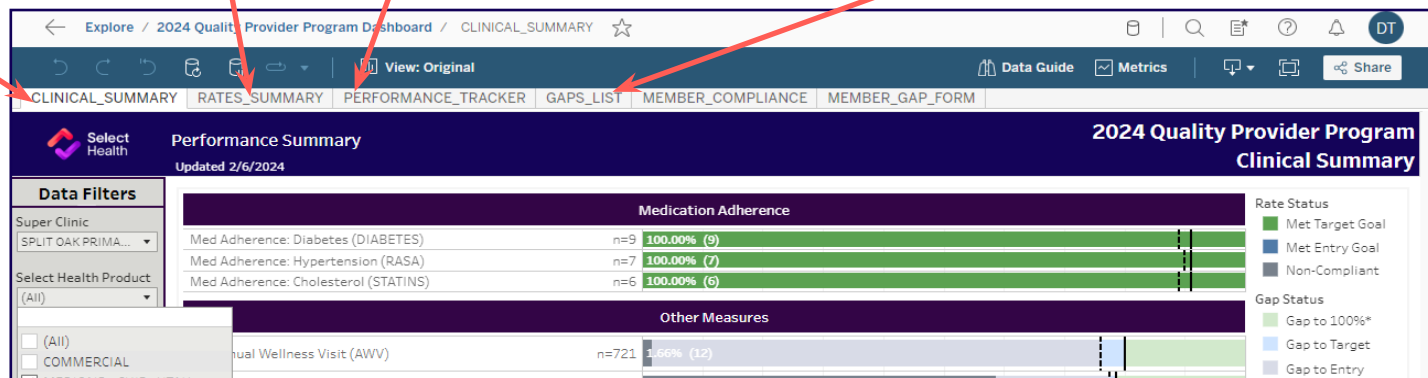 Explore / 2024 Quality Provider Program Dashboard / CLINICAL_SUMMARY
DT
View: Original
Data Guide
Metrics
Share
CLINICAL_SUMMARY RATES_SUMMARY PERFORMANCE_TRACKER GAPS_LIST MEMBER_COMPLIANCE MEMBER_GAP_FORM
Select Health
Performance Summary
Updated 2/6/2024
2024 Quality Provider Program
Clinical Summary
Data Filters
Super Clinic
SPLIT OAK PRIMA...
Select Health Product
(All)
(All)
COMMERCIAL
Medication Adherence
Med Adherence: Diabetes (DIABETES) n=9 100.00% (9)
Med Adherence: Hypertension (RASA) n=7 100.00% (7)
Med Adherence: Cholesterol (STATINS) n=6 100.00% (6)
Other Measures
nual Wellness Visit (AWV) n=721 1.66% (12)
Rate Status
Met Target Goal
Met Entry Goal
Non-Compliant
Gap Status
Gap to 100%*
Gap to Target
Gap to Entry